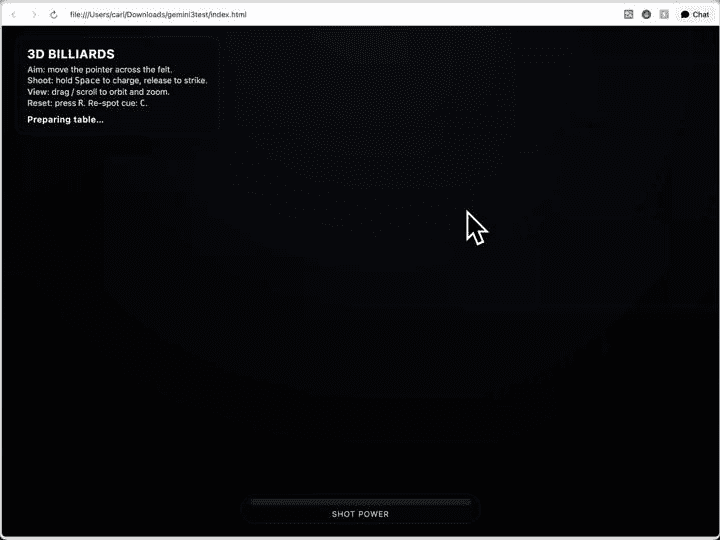 file:///Users/carl/Downloads/gemini3test/index.html
Chat
3D BILLIARDS
Aim: move the pointer across the felt.
Shoot: hold Space to charge, release to strike.
View: drag / scroll to orbit and zoom.
Reset: press R. Re-spot cue: C.
Preparing table...
SHOT POWER